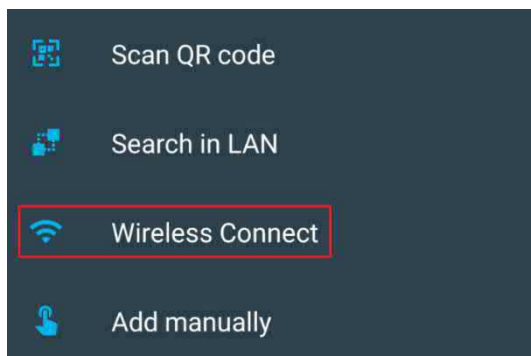 Scan QR code
Search in LAN
Wireless Connect
Add manually